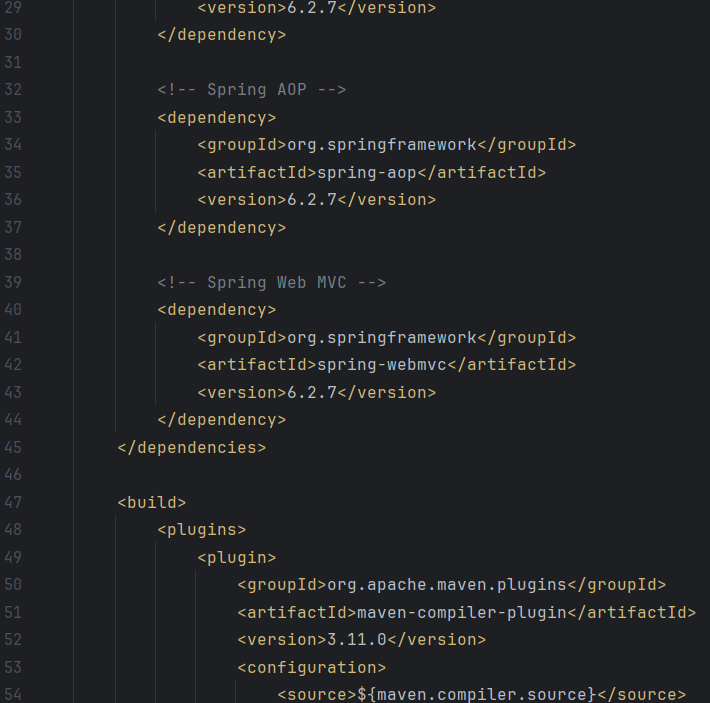 29 <version>6.2.7</version>
30 </dependency>
31
32 <!-- Spring AOP -->
33 <dependency>
34 <groupId>org.springframework</groupId>
35 <artifactId>spring-aop</artifactId>
36 <version>6.2.7</version>
37 </dependency>
38
39 <!-- Spring Web MVC -->
40 <dependency>
41 <groupId>org.springframework</groupId>
42 <artifactId>spring-webmvc</artifactId>
43 <version>6.2.7</version>
44 </dependency>
45 </dependencies>
46
47 <build>
48 <plugins>
49 <plugin>
50 <groupId>org.apache.maven.plugins</groupId>
51 <artifactId>maven-compiler-plugin</artifactId>
52 <version>3.11.0</version>
53 <configuration>
54 <source>${maven.compiler.source}</source>